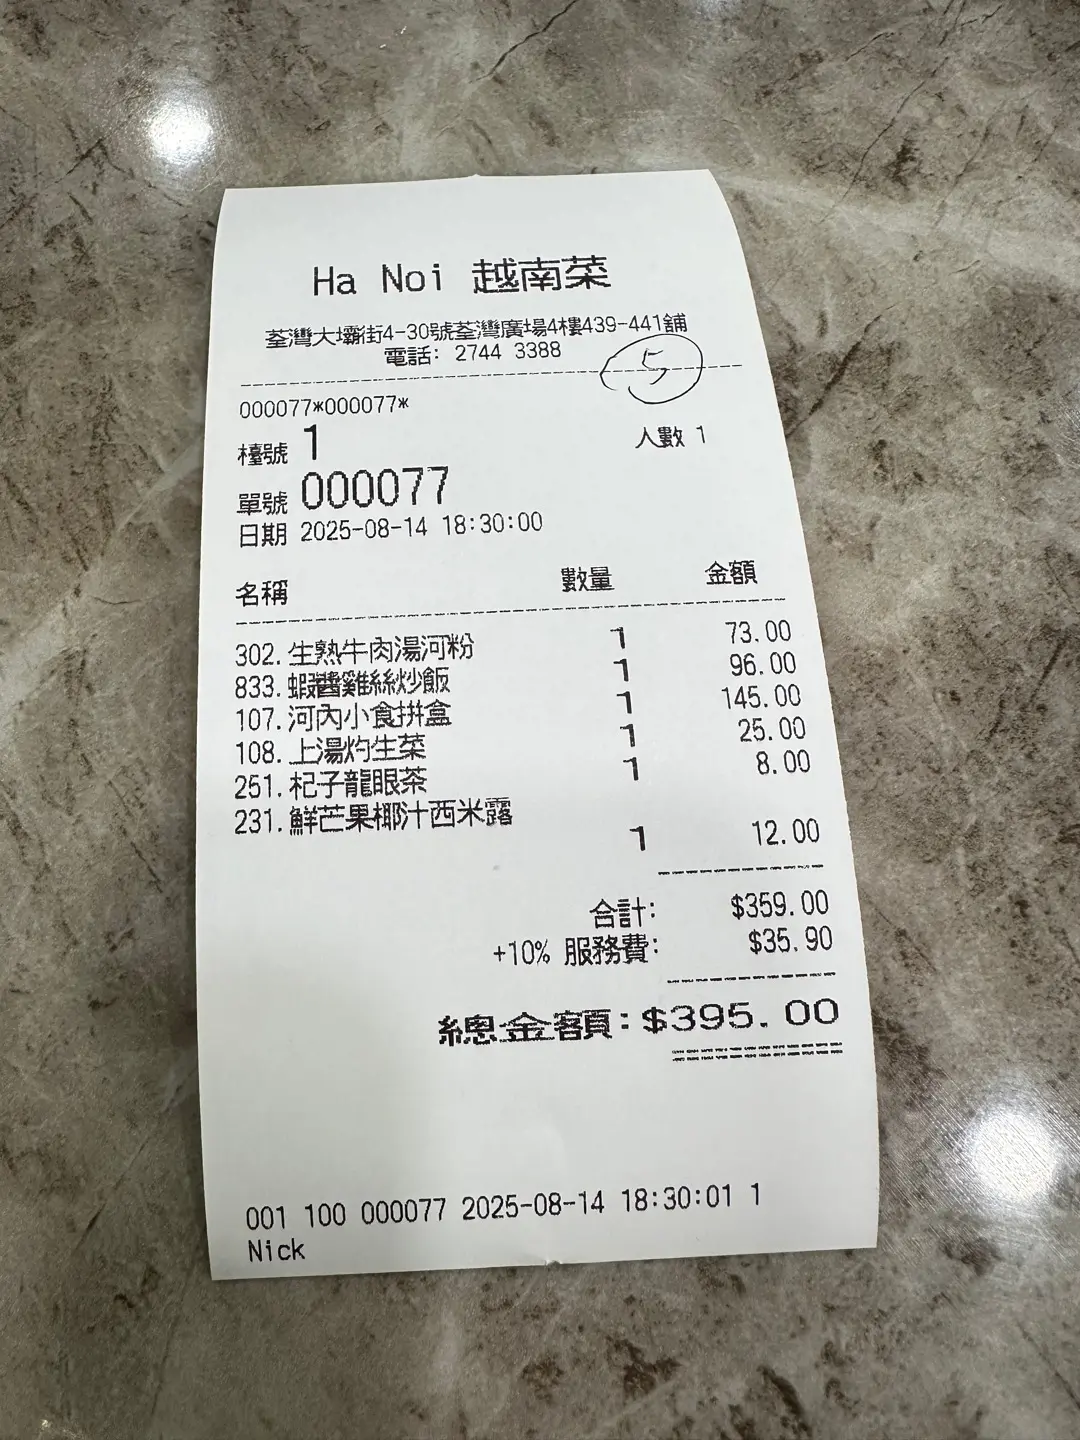 Ha Noi 越南菜
荃灣大壩街4-30號荃灣廣場4樓439-441舖
電話: 2744 3388
5
000077*000077*
檯號 1 人數 1
單號 000077
日期 2025-08-14 18:30:00
名稱 數量 金額
302. 生熟牛肉湯河粉 1 73.00
833. 蝦醬雞絲炒飯 1 96.00
107. 河內小食拼盒 1 145.00
108. 上湯灼生菜 1 25.00
251. 杞子龍眼茶 1 8.00
231. 鮮芒果椰汁西米露
1 12.00
合計: $359.00
+10% 服務費: $35.90
總金額: $395.00
001 100 000077 2025-08-14 18:30:01 1
Nick